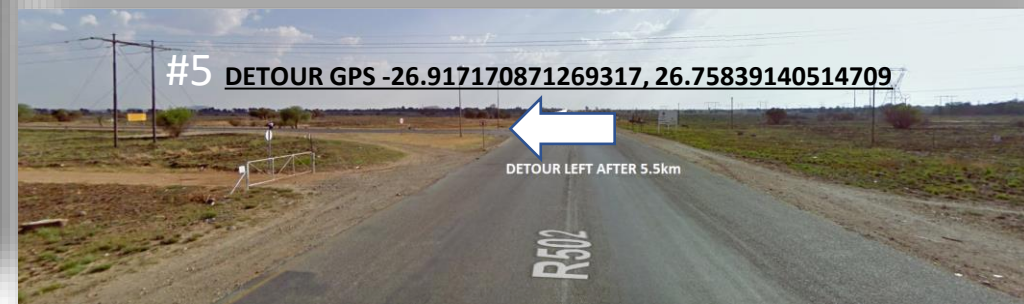 #5 DETOUR GPS -26.917170871269317, 26.75839140514709
DETOUR LEFT AFTER 5.5km
R502